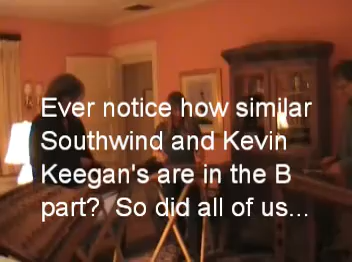 Ever notice how similar
Southwind and Kevin
Keegan's are in the B
part?  So did all of us...